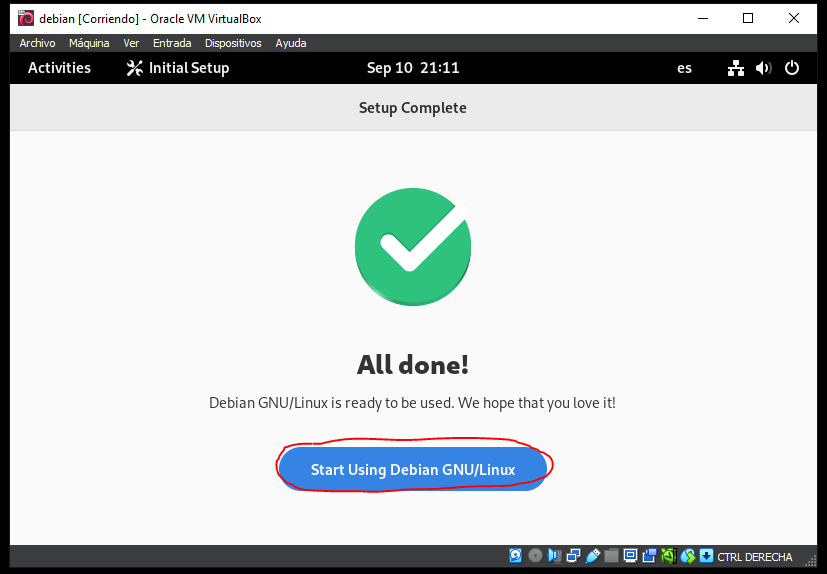 debian [Corriendo] - Oracle VM VirtualBox
Archivo Máquina Ver Entrada Dispositivos Ayuda
Activities Initial Setup Sep 10 21:11 es
Setup Complete
All done!
Debian GNU/Linux is ready to be used. We hope that you love it!
Start Using Debian GNU/Linux
CTRL DERECHA